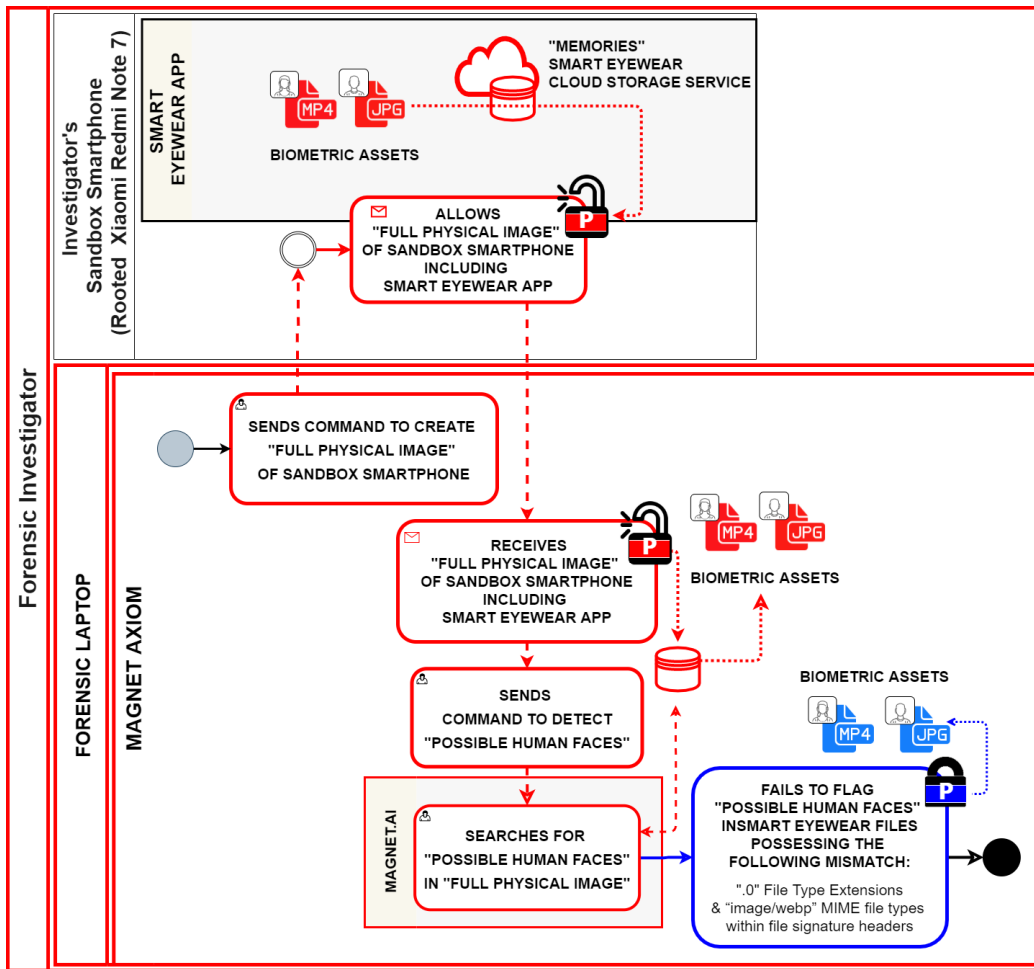 Forensic Investigator
Investigator's
Sandbox Smartphone
(Rooted Xiaomi Redmi Note 7)
SMART
EYEWEAR APP
MP4
JPG
BIOMETRIC ASSETS
"MEMORIES"
SMART EYEWEAR
CLOUD STORAGE SERVICE
P
ALLOWS
"FULL PHYSICAL IMAGE"
OF SANDBOX SMARTPHONE
INCLUDING
SMART EYEWEAR APP
FORENSIC LAPTOP
MAGNET AXIOM
SENDS COMMAND TO CREATE
"FULL PHYSICAL IMAGE"
OF SANDBOX SMARTPHONE
P
RECEIVES
"FULL PHYSICAL IMAGE"
OF SANDBOX SMARTPHONE
INCLUDING
SMART EYEWEAR APP
MP4
JPG
BIOMETRIC ASSETS
SENDS
COMMAND TO DETECT
"POSSIBLE HUMAN FACES"
MAGNET.AI
SEARCHES FOR
"POSSIBLE HUMAN FACES"
IN "FULL PHYSICAL IMAGE"
BIOMETRIC ASSETS
MP4
JPG
P
FAILS TO FLAG
"POSSIBLE HUMAN FACES"
INSMART EYEWEAR FILES
POSSESSING THE
FOLLOWING MISMATCH:
".0" File Type Extensions
& “image/webp” MIME file types
within file signature headers